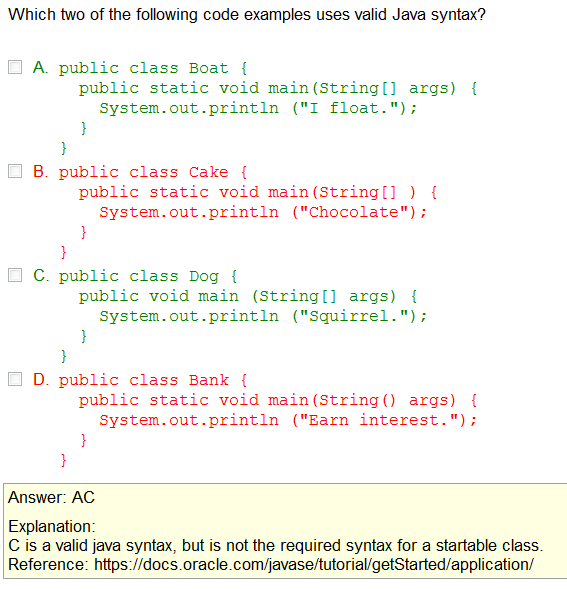 Which two of the following code examples uses valid Java syntax?
A. public class Boat {
public static void main(String[] args) {
System.out.println ("I float.");
}
}
B. public class Cake {
public static void main(String[] ) {
System.out.println ("Chocolate");
}
}
C. public class Dog {
public void main (String[] args) {
System.out.println ("Squirrel.");
}
}
D. public class Bank {
public static void main(String() args) {
System.out.println ("Earn interest.");
}
}
Answer: AC
Explanation:
C is a valid java syntax, but is not the required syntax for a startable class.
Reference: https://docs.oracle.com/javase/tutorial/getStarted/application/